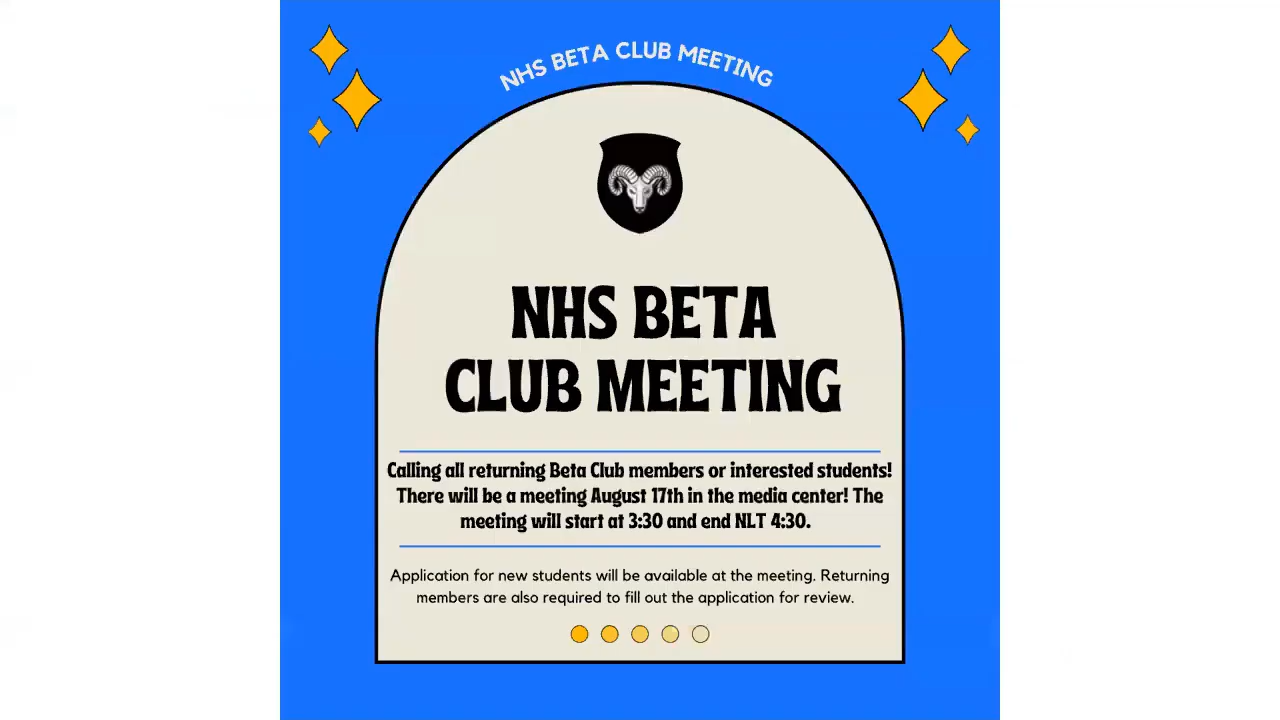 NHS BETA CLUB MEETING
NHS BETA
CLUB MEETING
Calling all returning Beta Club members or interested students!
There will be a meeting August 17th in the media center! The
meeting will start at 3:30 and end NLT 4:30.
Application for new students will be available at the meeting. Returning
members are also required to fill out the application for review.